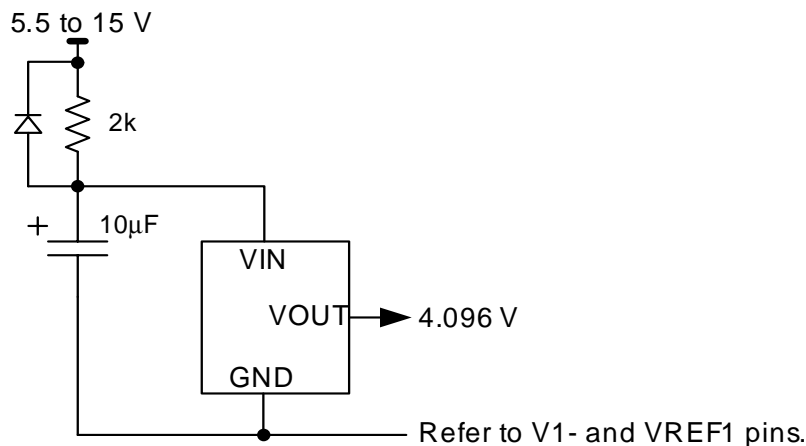 5.5 to 15 V
2k
+ 10μF
VIN
VOUT
4.096 V
GND
Refer to V1- and VREF1 pins.